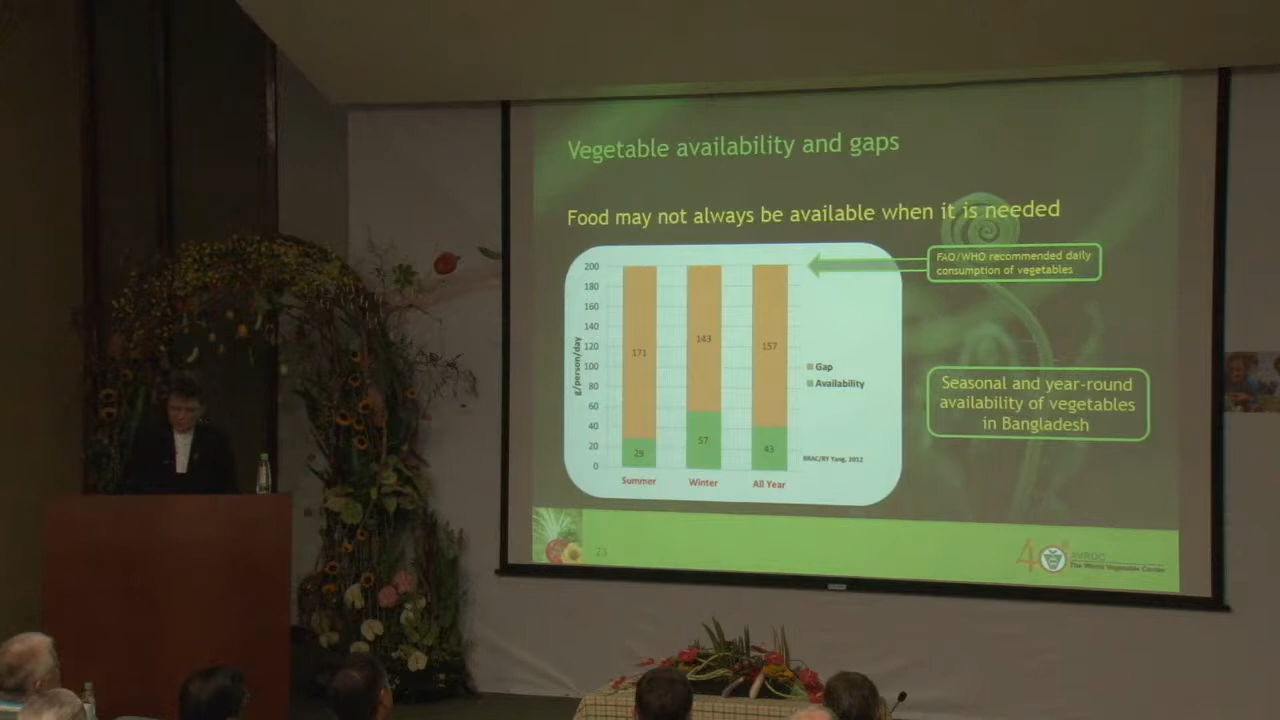 Vegetable availability and gaps
Food may not always be available when it is needed
FAO/WHO recommended daily
consumption of vegetables
200
180
160
140
120
100
80
60
40
20
0
g/person/day
171
143
157
29
57
43
Gap
Availability
Summer
Winter
All Year
BRAC/RY Yang, 2012
Seasonal and year-round
availability of vegetables
in Bangladesh
23
40
AVRDC
The World Vegetable Center